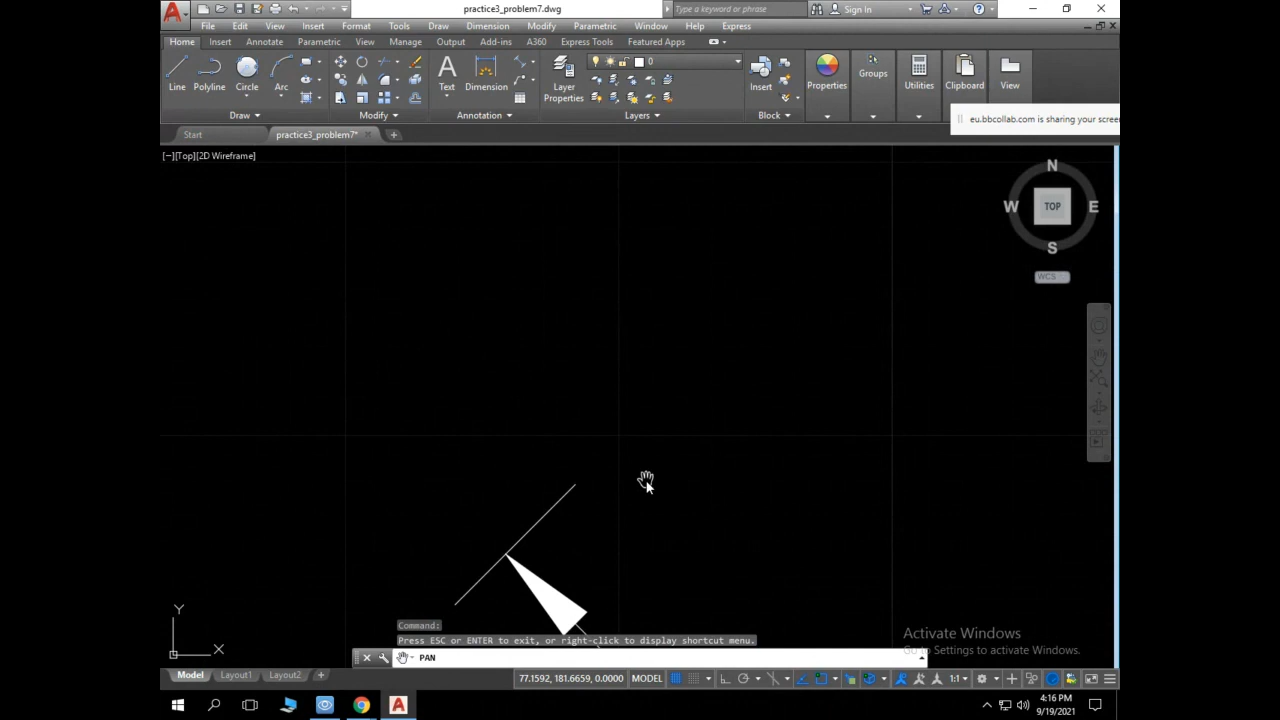 practice3_problem7.dwg
Type a keyword or phrase
Sign In
File Edit View Insert Format Tools Draw Dimension Modify Parametric Window Help Express
Home Insert Annotate Parametric View Manage Output Add-ins A360 Express Tools Featured Apps
0
Line Polyline Circle Arc
Text Dimension
Layer Properties
Insert Properties Groups Utilities Clipboard View
Draw Modify Annotation Layers Block
eu.bbcollab.com is sharing your scree
Start practice3_problem7*
[−][Top][2D Wireframe]
N
W TOP E
S
WCS
Y
X
Command:
Press ESC or ENTER to exit, or right-click to display shortcut menu.
PAN
Activate Windows
Go to Settings to activate Windows.
Model Layout1 Layout2
77.1592, 181.6659, 0.0000 MODEL
1:1
4:16 PM
9/19/2021